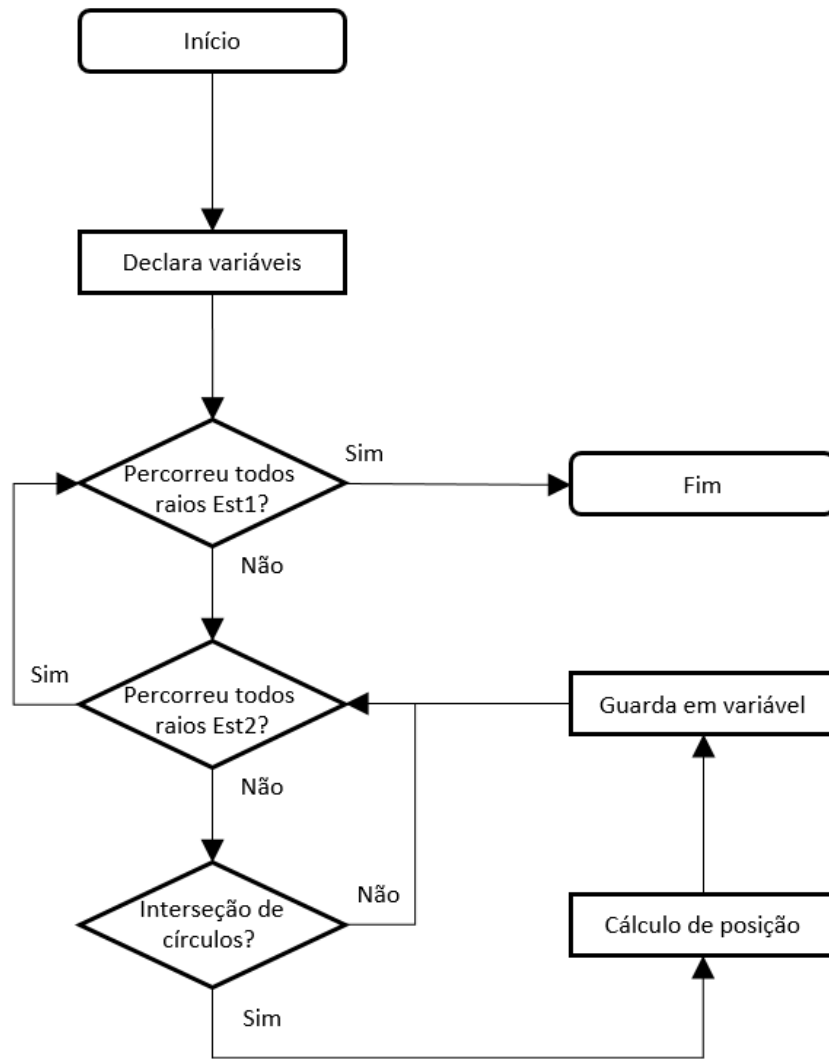 Início
Declara variáveis
Percorreu todos
raios Est1?
Sim
Fim
Não
Percorreu todos
raios Est2?
Sim
Guarda em variável
Não
Interseção de
círculos?
Não
Cálculo de posição
Sim